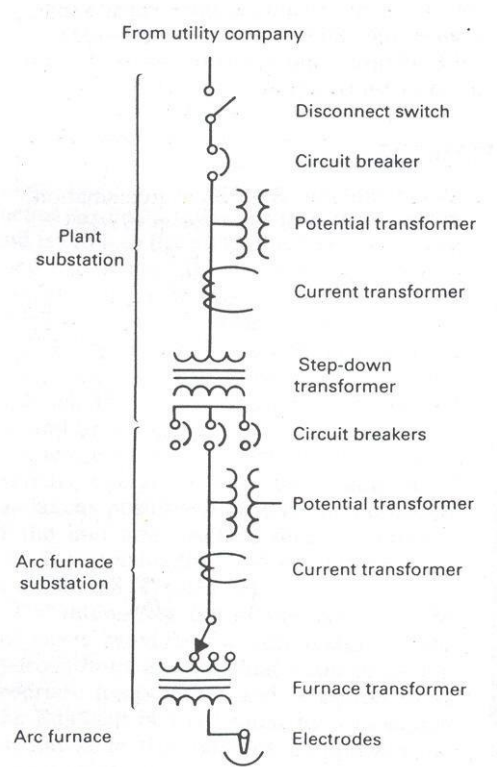 From utility company
Disconnect switch
Circuit breaker
Potential transformer
Plant
substation
Current transformer
Step-down
transformer
Circuit breakers
Potential transformer
Arc furnace
substation
Current transformer
Furnace transformer
Arc furnace
Electrodes